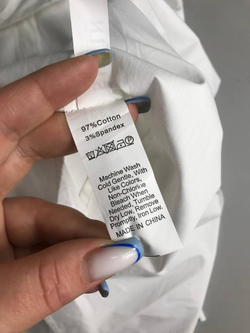 97%Cotton
3%Spandex
Machine Wash
Cold Gentle, With
Like Colors,
Non-Chlorine
Bleach When
Needed, Tumble
Dry Low, Remove
Promptly, Iron Low.
MADE IN CHINA